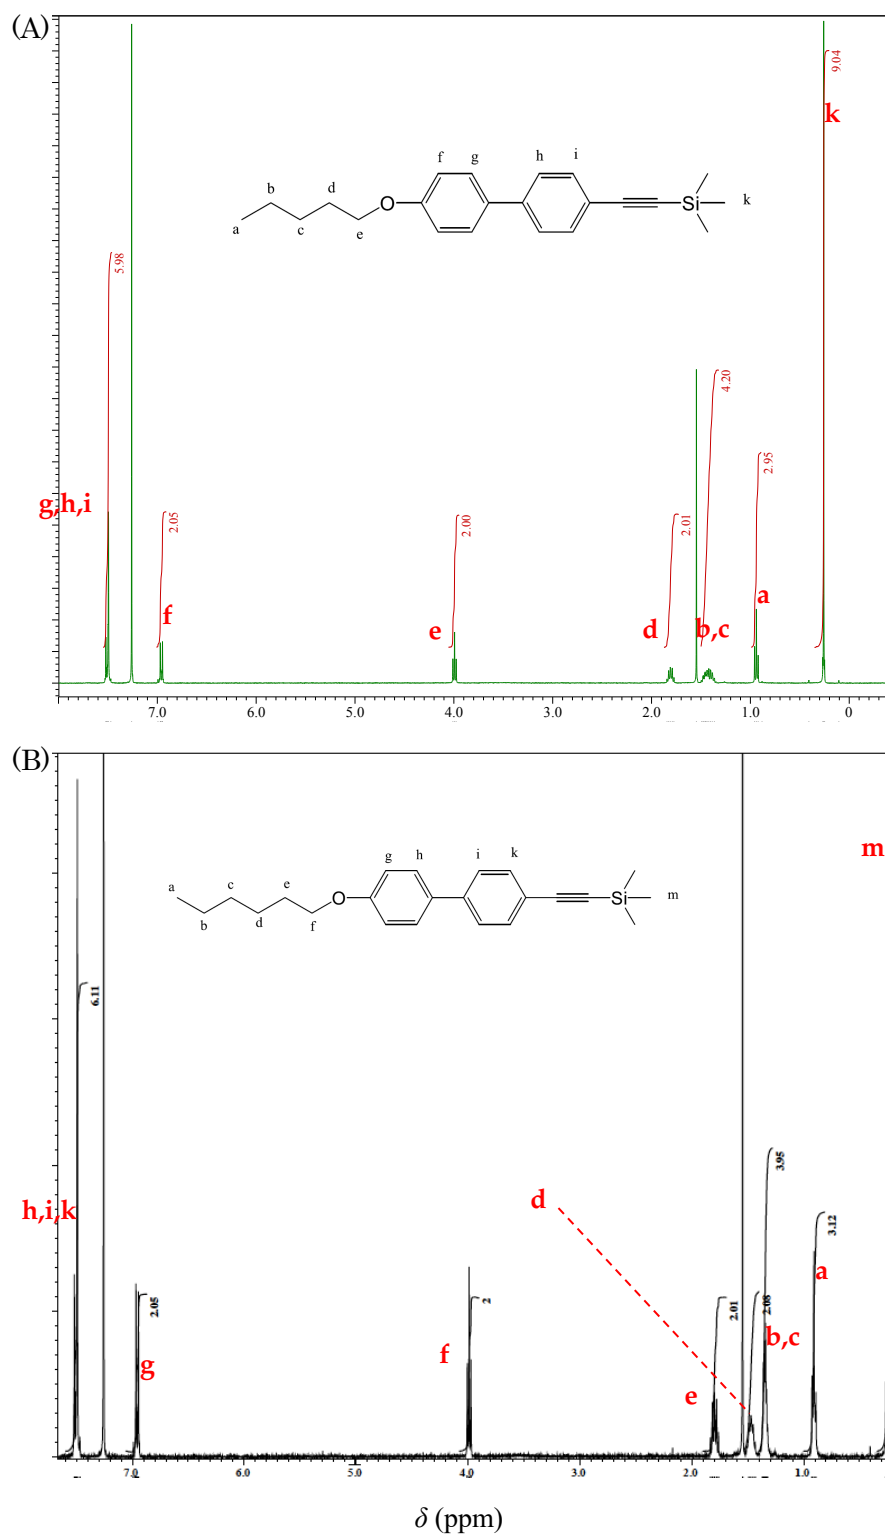 (A)
9.04
k
f
g
h
i
b
d
O
Si
k
a
c
e
5.98
4.20
2.95
g,h,i
2.05
2.00
2.01
f
e
d
b,c
a
7.0
6.0
5.0
4.0
3.0
2.0
1.0
0
(B)
m
g
h
i
k
a
c
e
O
Si
m
b
d
f
6.11
3.95
h,i,k
d
3.12
a
2.05
2
2.01
2.08
g
f
e
b,c
7.0
6.0
5.0
4.0
3.0
2.0
1.0
δ (ppm)